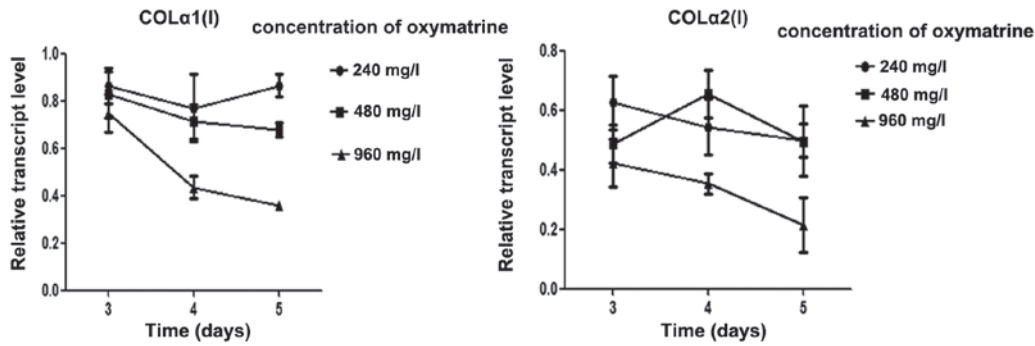 COLα1(I)
concentration of oxymatrine
240 mg/l
480 mg/l
960 mg/l
Relative transcript level
1.0
0.8
0.6
0.4
0.2
0.0
3 4 5
Time (days)
COLα2(I)
concentration of oxymatrine
240 mg/l
480 mg/l
960 mg/l
Relative transcript level
0.8
0.6
0.4
0.2
0.0
3 4 5
Time (days)